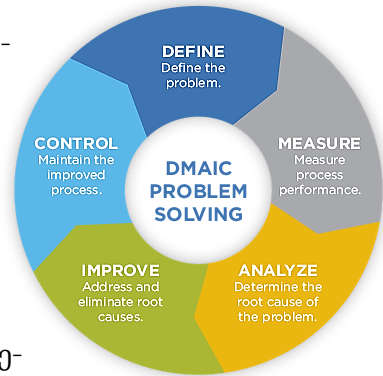 DEFINE
Define the
problem.
MEASURE
Measure
process
performance.
ANALYZE
Determine the
root cause of
the problem.
IMPROVE
Address and
eliminate root
causes.
CONTROL
Maintain the
improved
process.
DMAIC
PROBLEM
SOLVING